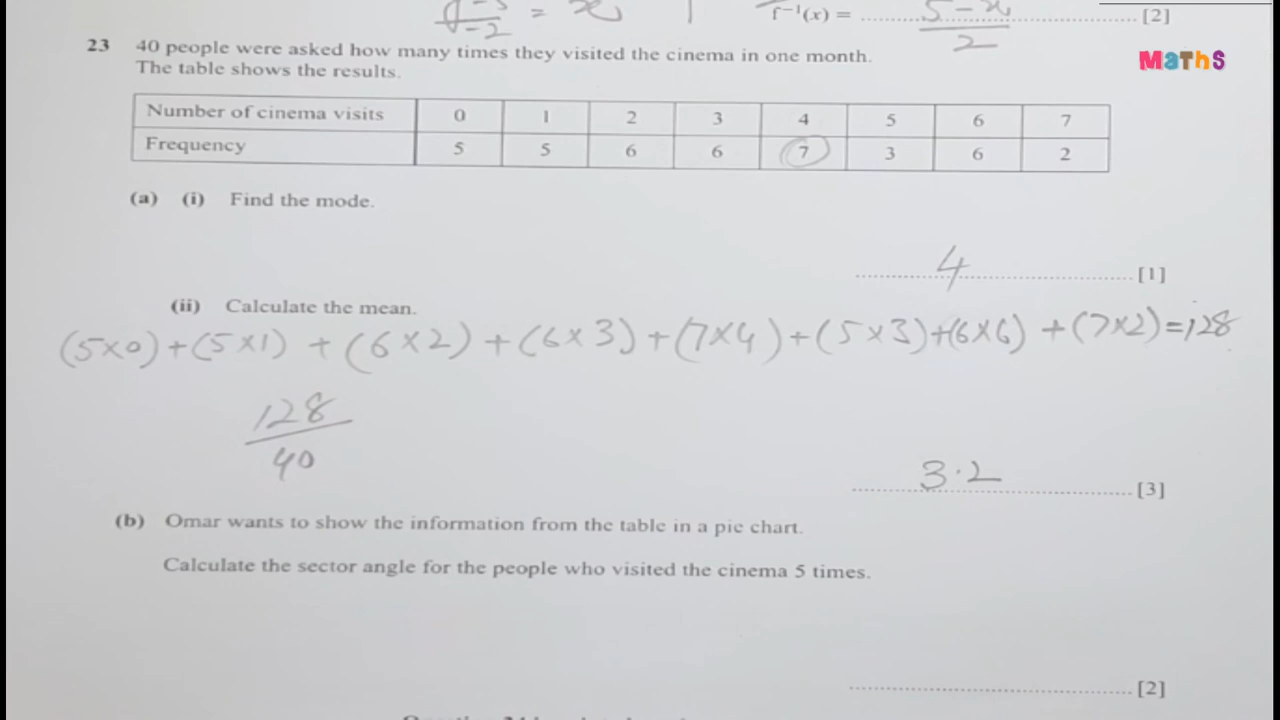 = x
f⁻¹(x) = .............. 5 - x / 2 .............. [2]
MaTHS
23 40 people were asked how many times they visited the cinema in one month.
The table shows the results.
Number of cinema visits 0 1 2 3 4 5 6 7
Frequency 5 5 6 6 7 3 6 2
(a) (i) Find the mode.
4 [1]
(ii) Calculate the mean.
(5×0)+(5×1) + (6×2) + (6×3) + (7×4) + (5×3)+(6×6) + (7×2)=128
128
40
3.2 [3]
(b) Omar wants to show the information from the table in a pie chart.
Calculate the sector angle for the people who visited the cinema 5 times.
[2]